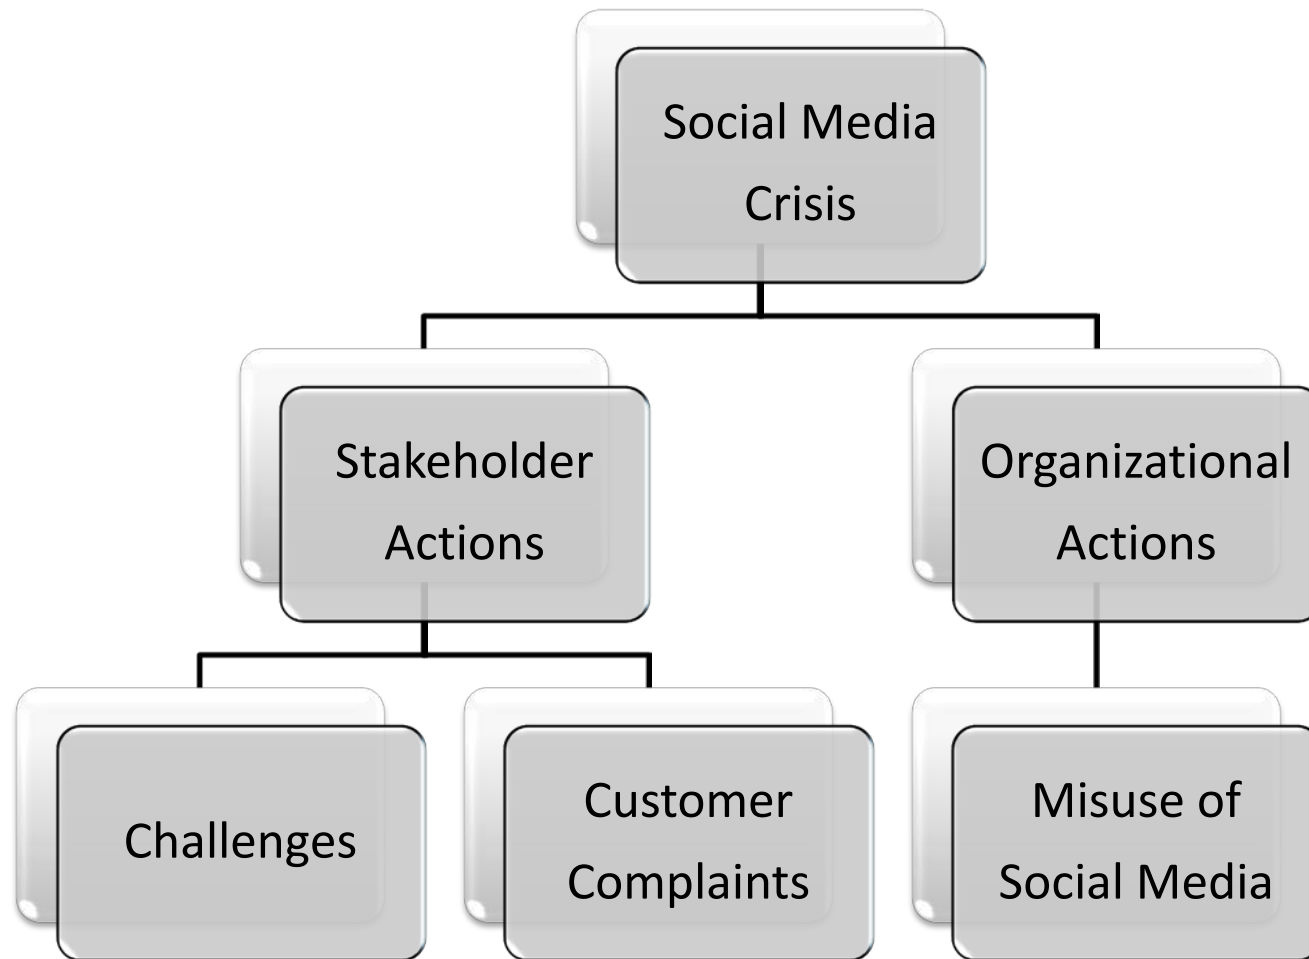 Social Media
Crisis
Stakeholder
Actions
Organizational
Actions
Challenges
Customer
Complaints
Misuse of
Social Media